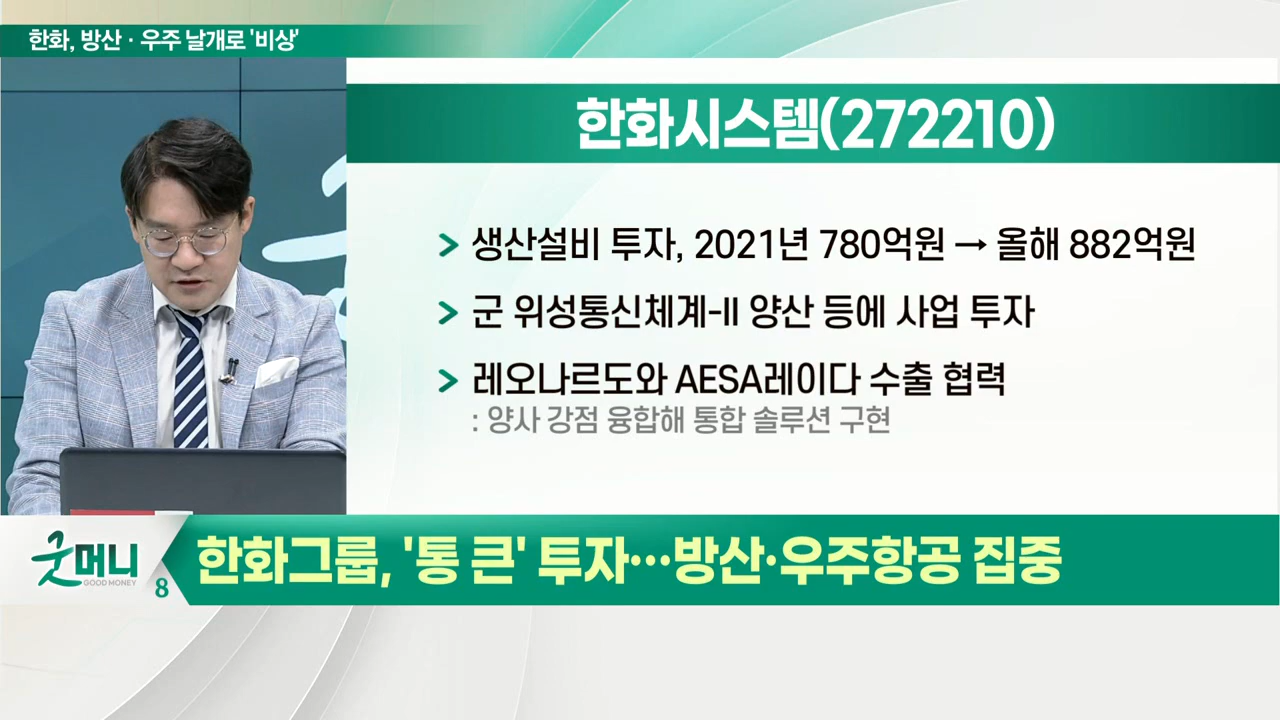 한화, 방산 · 우주 날개로 '비상'
한화시스템(272210)
> 생산설비 투자, 2021년 780억원 → 올해 882억원
> 군 위성통신체계-II 양산 등에 사업 투자
> 레오나르도와 AESA레이다 수출 협력
: 양사 강점 융합해 통합 솔루션 구현
굿머니
GOOD MONEY
8
한화그룹, '통 큰' 투자…방산·우주항공 집중